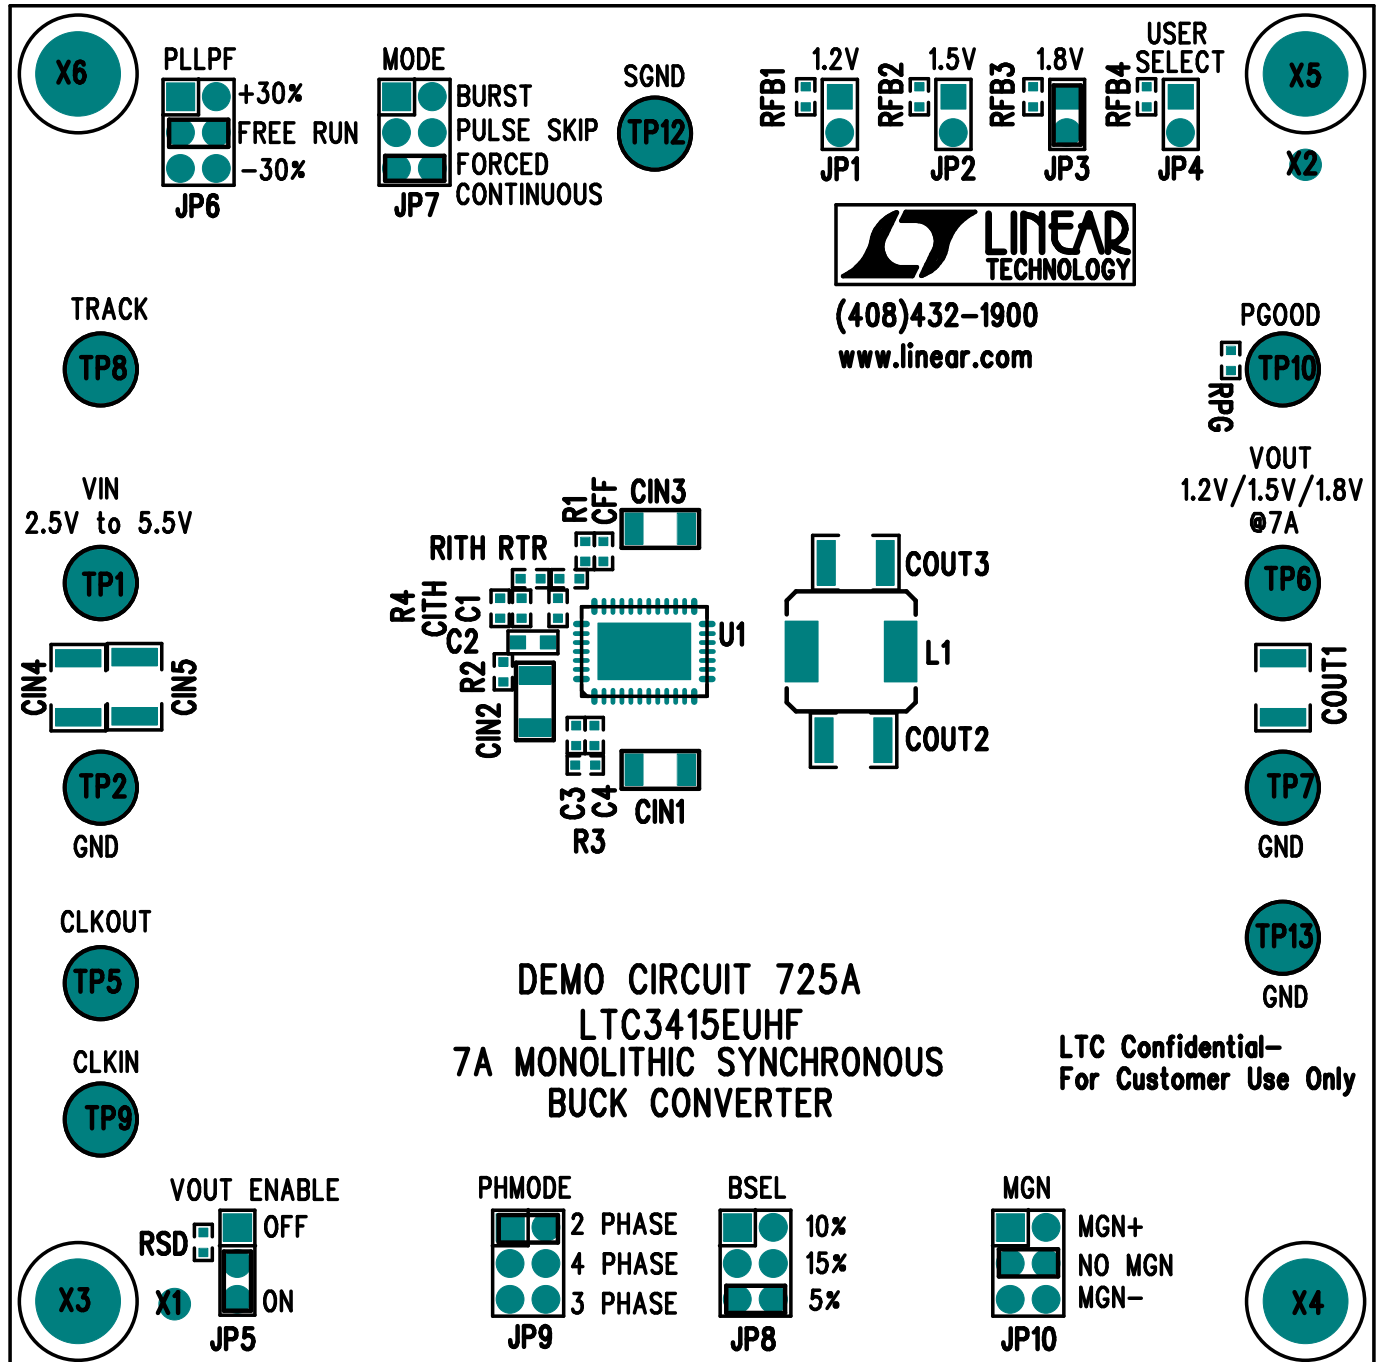 X6
PLLPF
+30%
FREE RUN
-30%
JP6
MODE
BURST
PULSE SKIP
FORCED
CONTINUOUS
JP7
SGND
TP12
RFB1
1.2V
JP1
RFB2
1.5V
JP2
RFB3
1.8V
JP3
RFB4
USER
SELECT
JP4
X5
X2
LINEAR
TECHNOLOGY
(408)432-1900
www.linear.com
TRACK
TP8
PGOOD
TP10
RPG
VIN
2.5V to 5.5V
TP1
CIN4
CIN5
TP2
GND
R1
CFF
CIN3
RITH RTR
R4
CITH
C1
C2
R2
CIN2
U1
C3
C4
R3
CIN1
COUT3
L1
COUT2
VOUT
1.2V/1.5V/1.8V
@7A
TP6
COUT1
TP7
GND
TP13
GND
CLKOUT
TP5
CLKIN
TP9
DEMO CIRCUIT 725A
LTC3415EUHF
7A MONOLITHIC SYNCHRONOUS
BUCK CONVERTER
LTC Confidential-
For Customer Use Only
VOUT ENABLE
OFF
RSD
ON
JP5
X3
X1
PHMODE
2 PHASE
4 PHASE
3 PHASE
JP9
BSEL
10%
15%
5%
JP8
MGN
MGN+
NO MGN
MGN-
JP10
X4